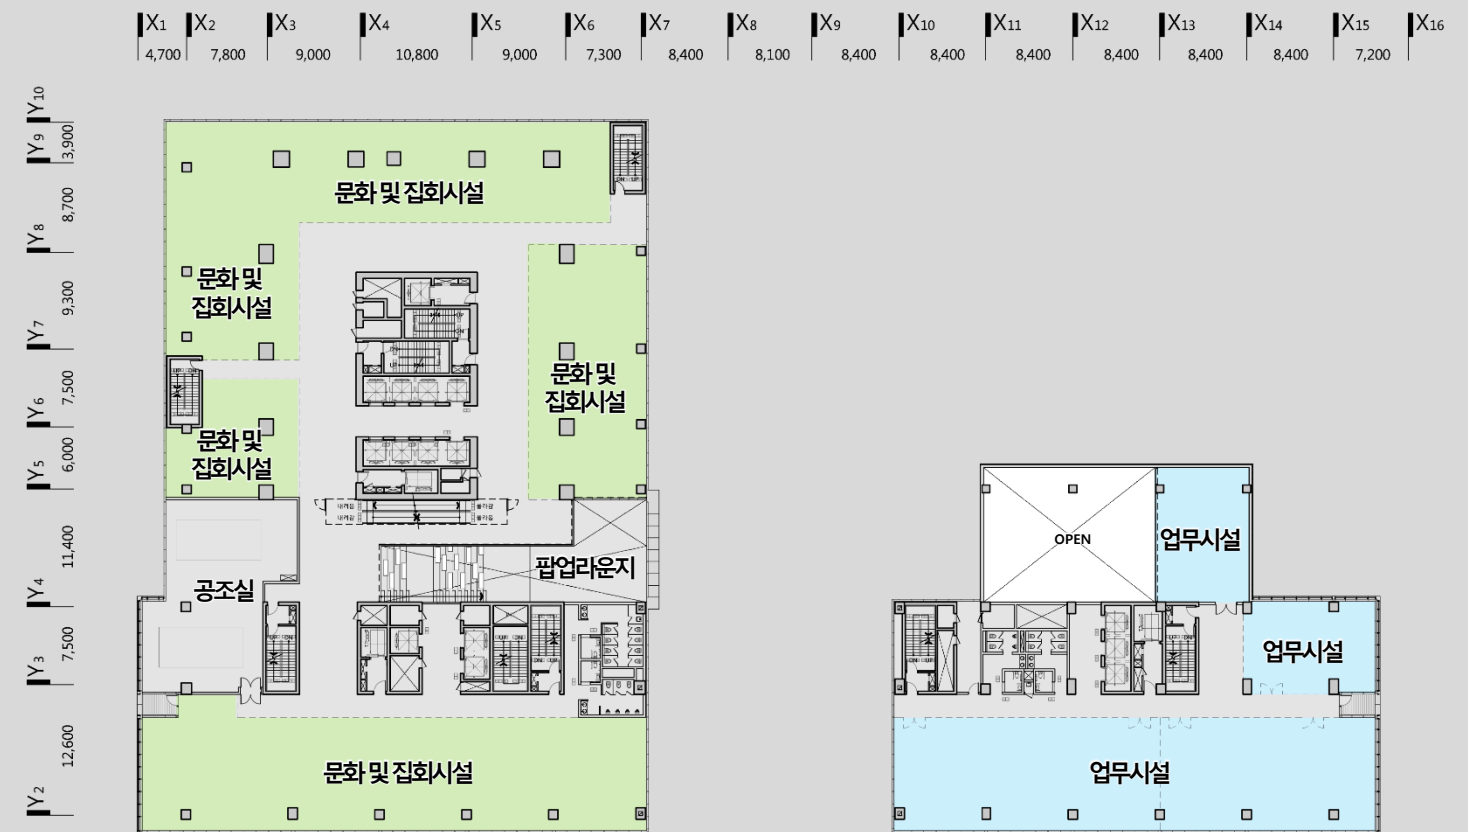 X1 X2 X3 X4 X5 X6 X7 X8 X9 X10 X11 X12 X13 X14 X15 X16
4,700 7,800 9,000 10,800 9,000 7,300 8,400 8,100 8,400 8,400 8,400 8,400 8,400 8,400 7,200
Y10
3,900
Y9
8,700
Y8
9,300
Y7
7,500
Y6
6,000
Y5
11,400
Y4
7,500
Y3
12,600
Y2
문화 및 집회시설
문화 및
집회시설
문화 및
집회시설
문화 및
집회시설
팝업라운지
공조실
문화 및 집회시설
OPEN
업무시설
업무시설
업무시설